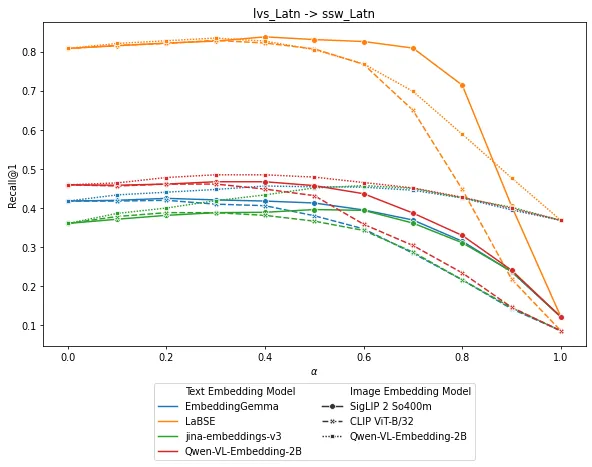 lvs_Latn -> ssw_Latn
Recall@1
0.8
0.7
0.6
0.5
0.4
0.3
0.2
0.1
0.0 0.2 0.4 0.6 0.8 1.0
α
Text Embedding Model
EmbeddingGemma
LaBSE
jina-embeddings-v3
Qwen-VL-Embedding-2B
Image Embedding Model
SigLIP 2 So400m
CLIP ViT-B/32
Qwen-VL-Embedding-2B